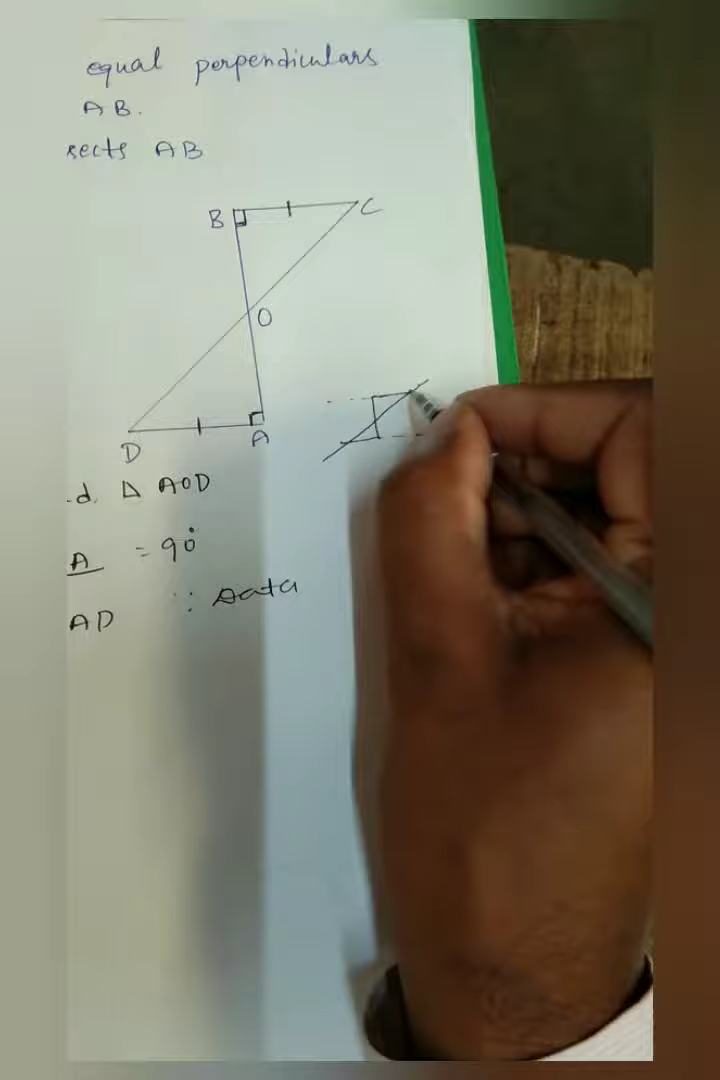 equal perpendiculars
AB.
sects AB
B
C
O
D
A
d. Δ AOD
A = 90°
AD ∵ Data